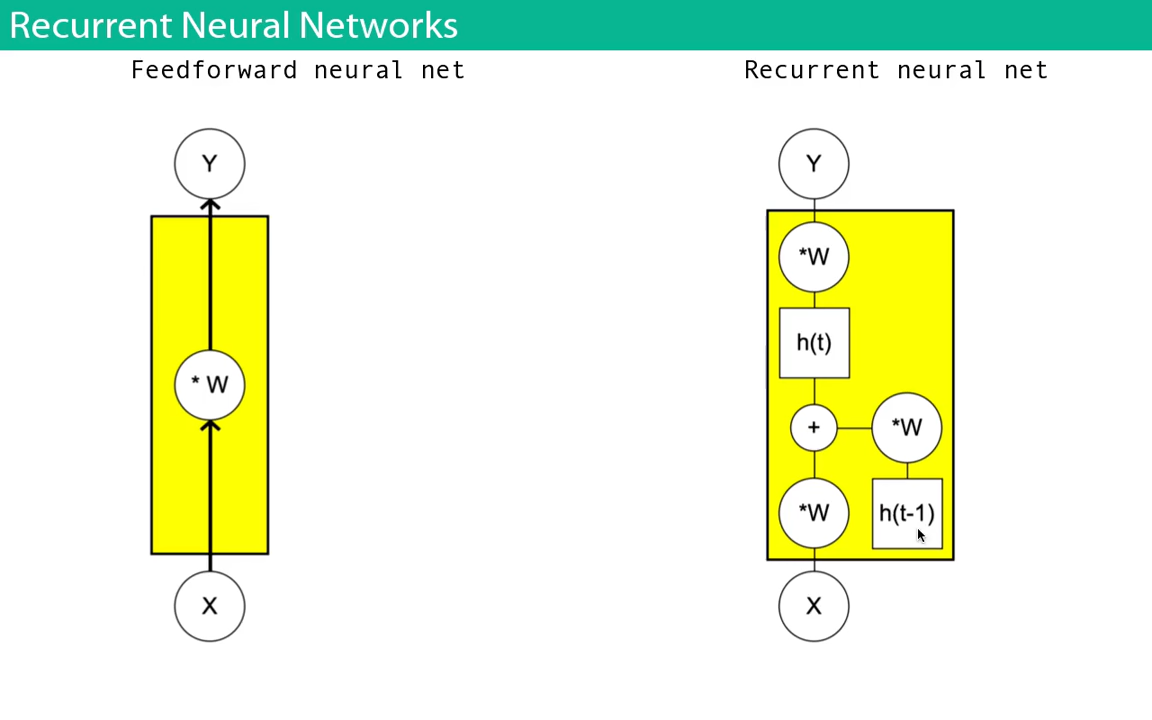 Recurrent Neural Networks
Feedforward neural net
Recurrent neural net
Y
* W
X
Y
*W
h(t)
+
*W
*W
h(t-1)
X